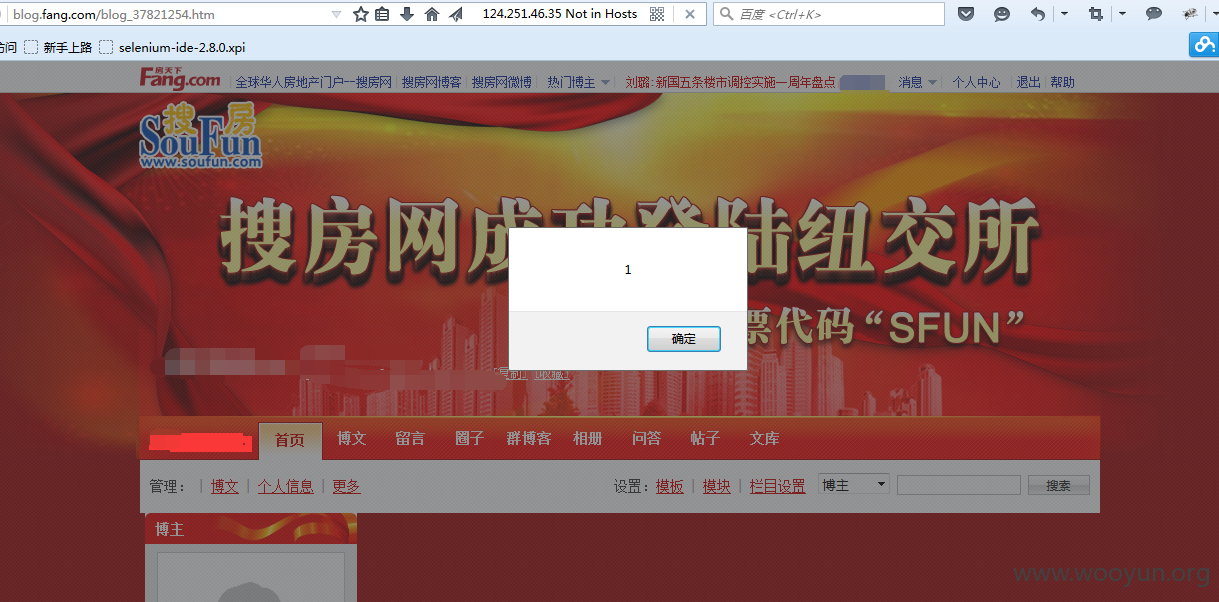 blog.fang.com/blog_37821254.htm 124.251.46.35 Not in Hosts 百度 <Ctrl+K>
访问 新手上路 selenium-ide-2.8.0.xpi
房天下
Fang.com 全球华人房地产门户--搜房网 搜房网博客 搜房网微博 热门博主 刘璐:新国五条楼市调控实施一周年盘点 消息 个人中心 退出 帮助
搜房
SouFun
www.soufun.com
搜房网成功登陆纽交所
票代码“SFUN”
1
确定
复制 收藏
首页 博文 留言 圈子 群博客 相册 问答 帖子 文库
管理： | 博文 | 个人信息 | 更多 设置：模板 | 模块 | 栏目设置 博主 搜索
博主
www.wooyun.org